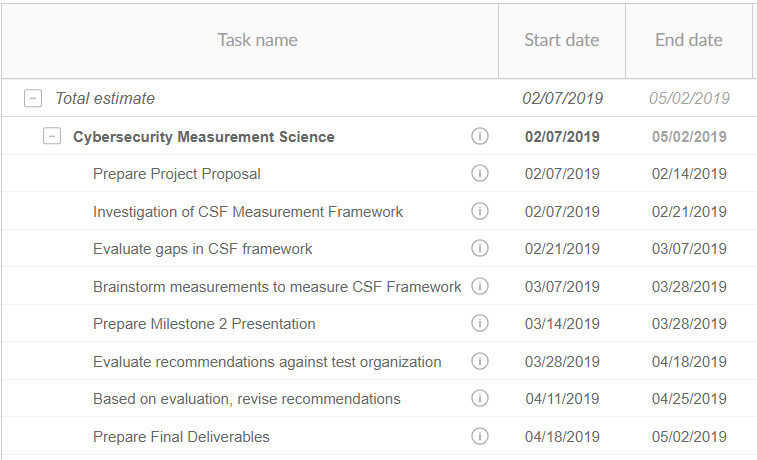 Task name Start date End date
Total estimate 02/07/2019 05/02/2019
Cybersecurity Measurement Science 02/07/2019 05/02/2019
Prepare Project Proposal 02/07/2019 02/14/2019
Investigation of CSF Measurement Framework 02/07/2019 02/21/2019
Evaluate gaps in CSF framework 02/21/2019 03/07/2019
Brainstorm measurements to measure CSF Framework 03/07/2019 03/28/2019
Prepare Milestone 2 Presentation 03/14/2019 03/28/2019
Evaluate recommendations against test organization 03/28/2019 04/18/2019
Based on evaluation, revise recommendations 04/11/2019 04/25/2019
Prepare Final Deliverables 04/18/2019 05/02/2019